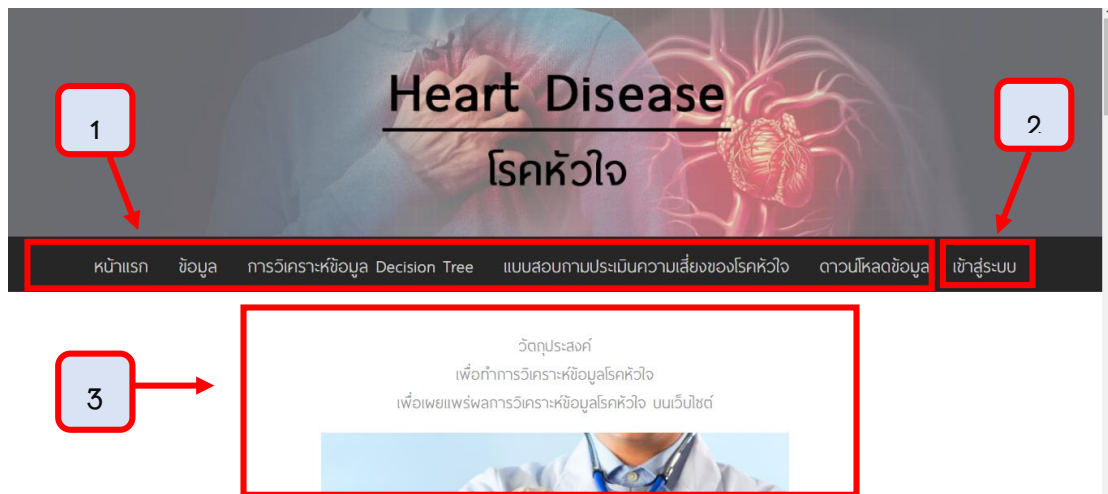 Heart Disease
โรคหัวใจ
1
2
หน้าแรก ข้อมูล การวิเคราะห์ข้อมูล Decision Tree แบบสอบถามประเมินความเสี่ยงของโรคหัวใจ ดาวน์โหลดข้อมูล เข้าสู่ระบบ
3
วัตถุประสงค์
เพื่อทำการวิเคราะห์ข้อมูลโรคหัวใจ
เพื่อเผยแพร่ผลการวิเคราะห์ข้อมูลโรคหัวใจ บนเว็บไซต์